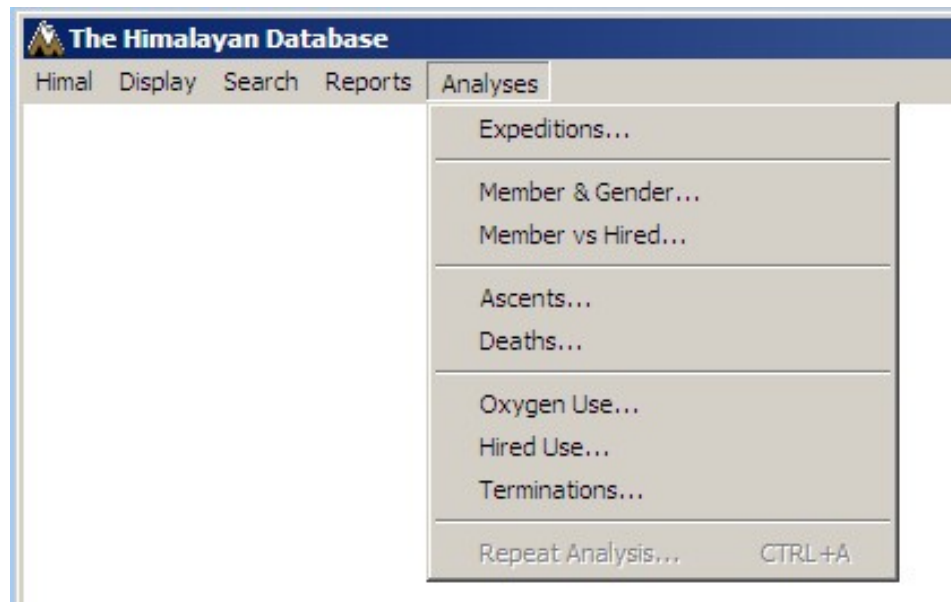 The Himalayan Database
Himal Display Search Reports Analyses
Expeditions...
Member & Gender...
Member vs Hired...
Ascents...
Deaths...
Oxygen Use...
Hired Use...
Terminations...
Repeat Analysis... CTRL+A